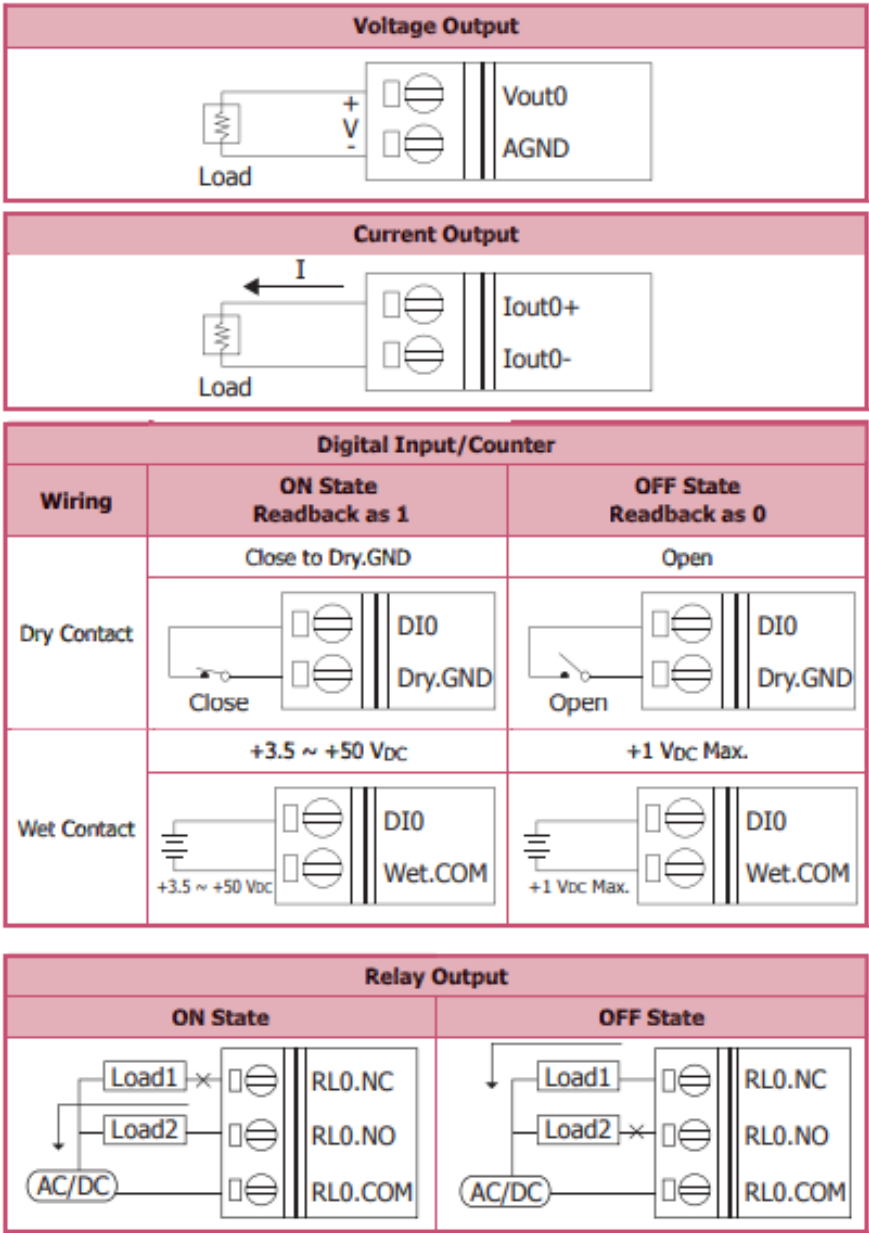 Voltage Output
+
V
-
Load
Vout0
AGND
Current Output
I
Load
Iout0+
Iout0-
Digital Input/Counter
Wiring
ON State
Readback as 1
OFF State
Readback as 0
Dry Contact
Close to Dry.GND
Open
Close
DI0
Dry.GND
Open
DI0
Dry.GND
Wet Contact
+3.5 ~ +50 VDC
+1 VDC Max.
+3.5 ~ +50 VDC
DI0
Wet.COM
+1 VDC Max.
DI0
Wet.COM
Relay Output
ON State
OFF State
Load1
RL0.NC
Load2
RL0.NO
AC/DC
RL0.COM
Load1
RL0.NC
Load2
RL0.NO
AC/DC
RL0.COM